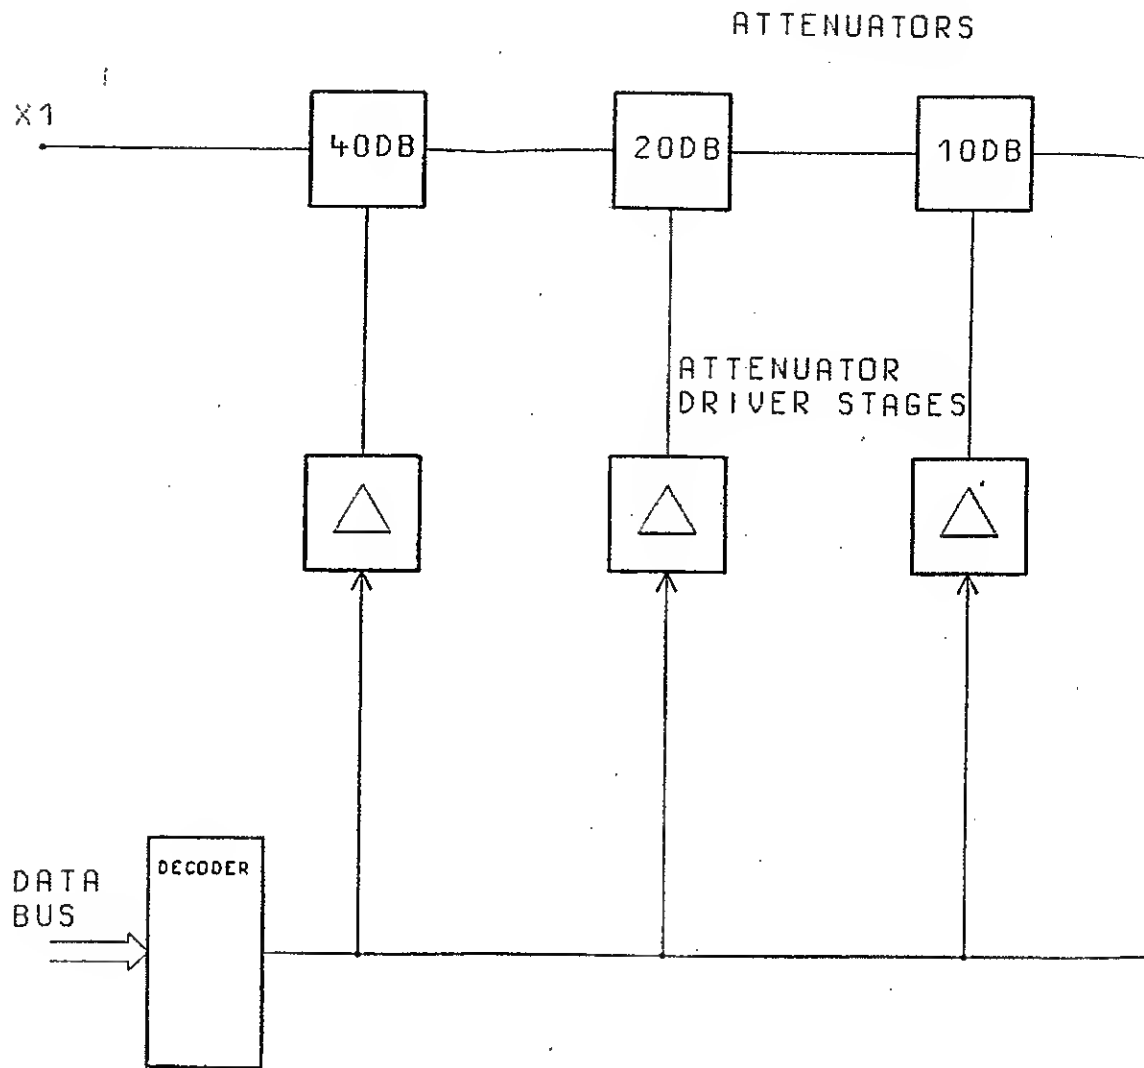 ATTENUATORS
X1
40DB
20DB
10DB
ATTENUATOR
DRIVER STAGES
DECODER
DATA
BUS